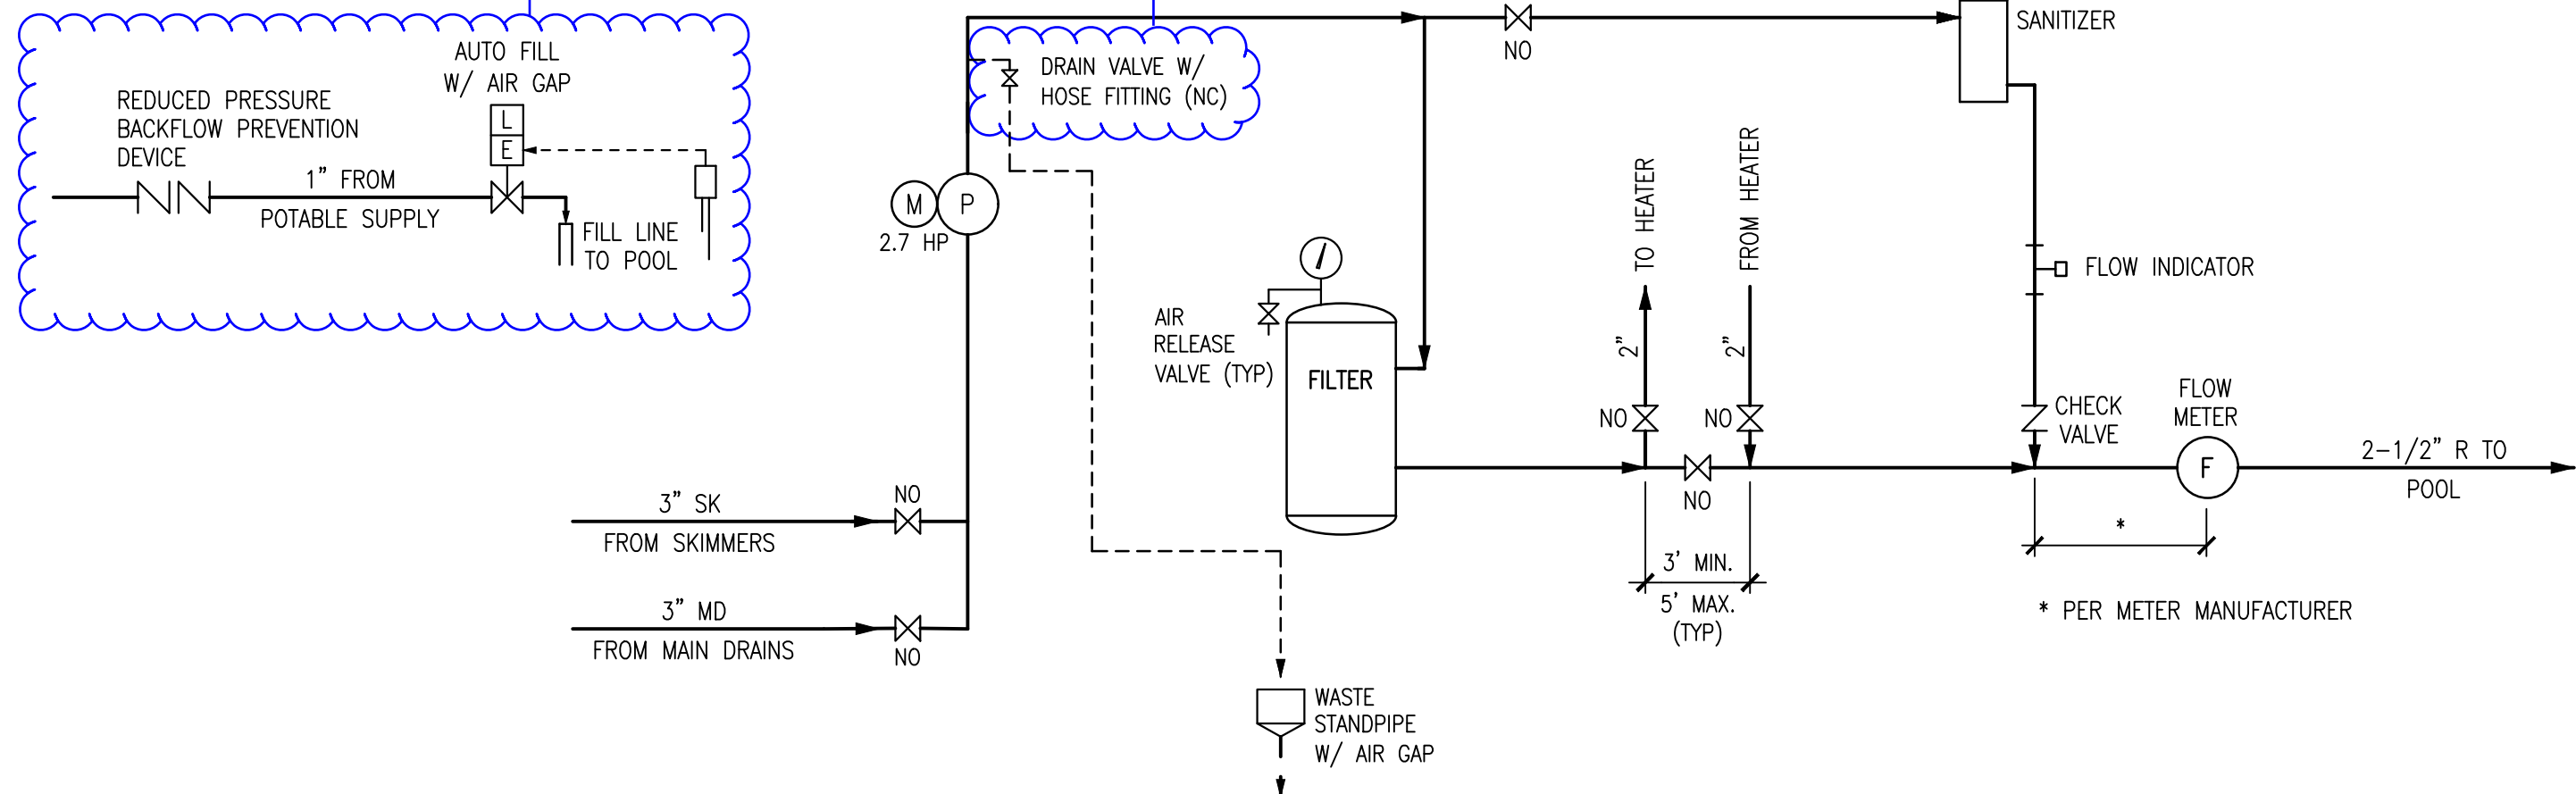 AUTO FILL
W/ AIR GAP
REDUCED PRESSURE
BACKFLOW PREVENTION
DEVICE
L
E
1” FROM
POTABLE SUPPLY
FILL LINE
TO POOL
DRAIN VALVE W/
HOSE FITTING (NC)
M
P
2.7 HP
NO
SANITIZER
TO HEATER
FROM HEATER
2”
2”
NO
NO
NO
FLOW INDICATOR
AIR
RELEASE
VALVE (TYP)
FILTER
CHECK
VALVE
FLOW
METER
F
2-1/2” R TO
POOL
3” SK
FROM SKIMMERS
NO
3” MD
FROM MAIN DRAINS
NO
3’ MIN.
5’ MAX.
(TYP)
*
* PER METER MANUFACTURER
WASTE
STANDPIPE
W/ AIR GAP